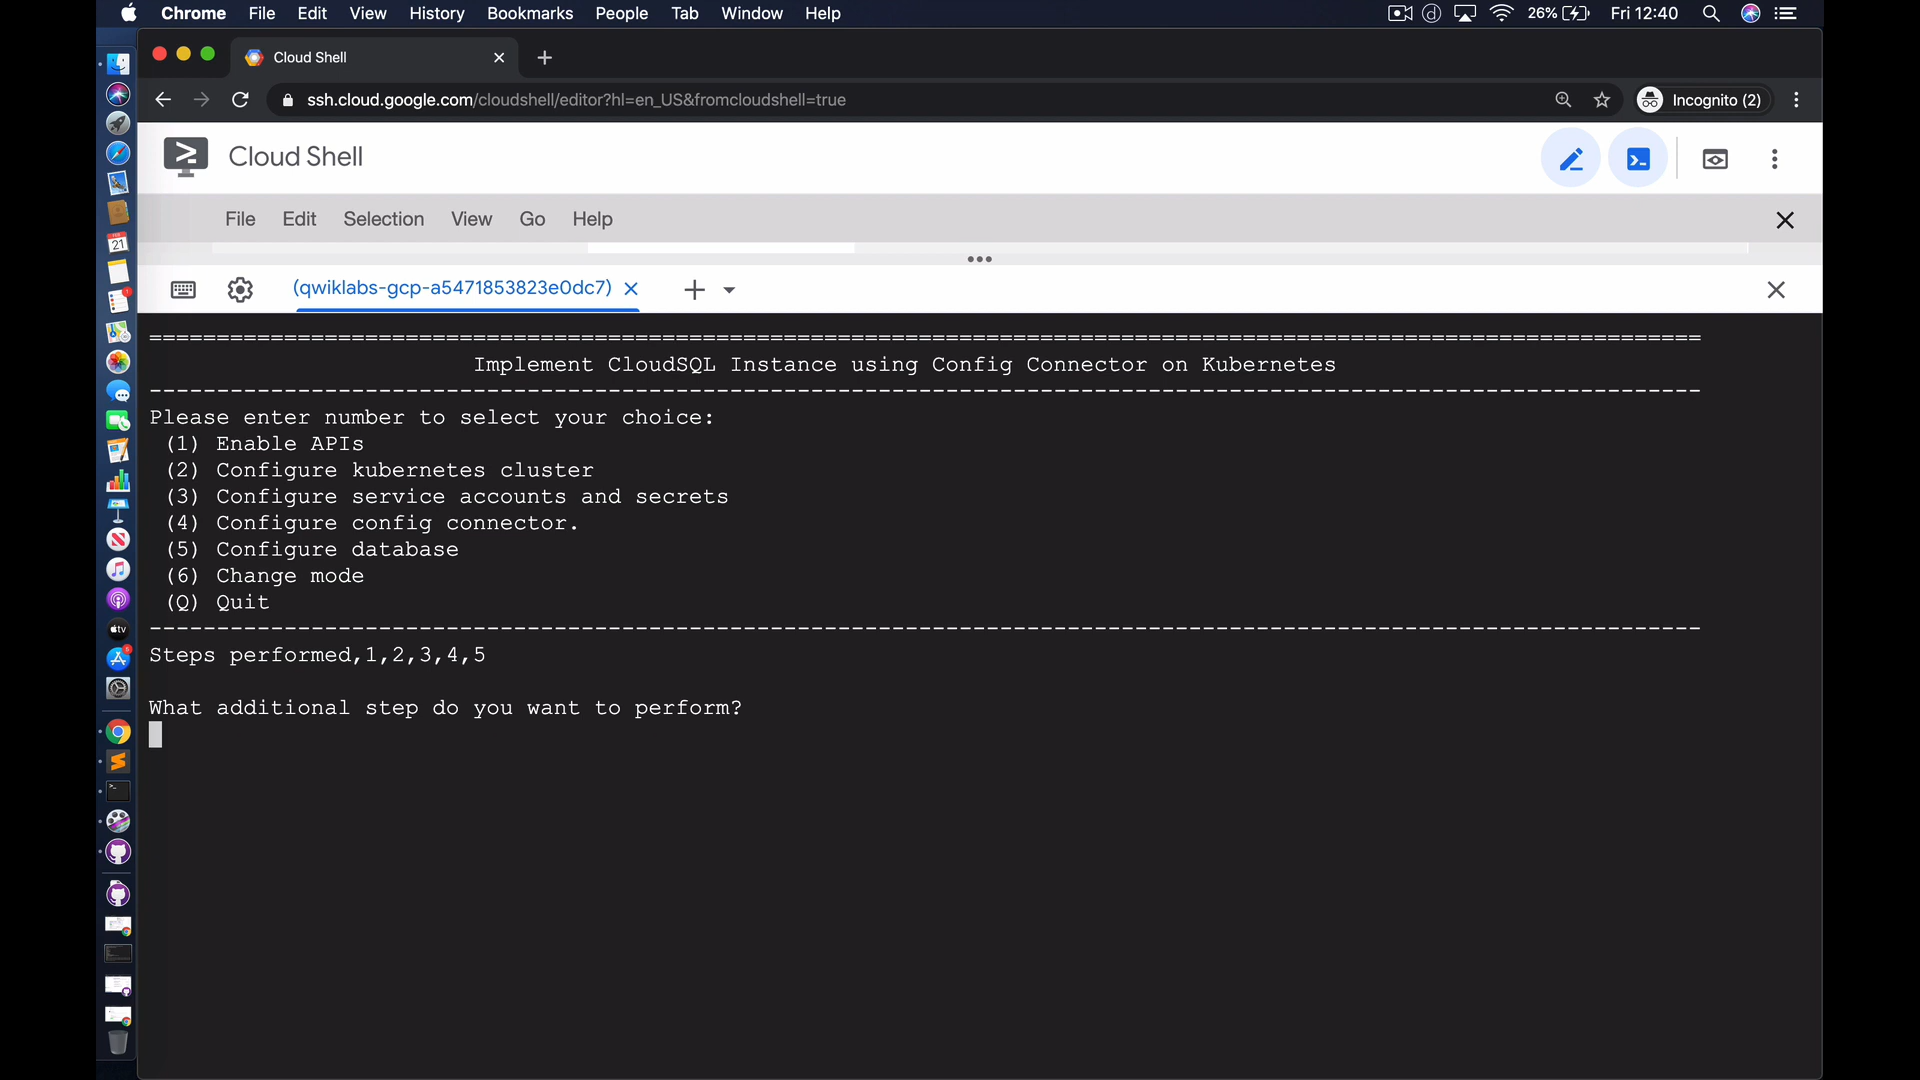 Chrome File Edit View History Bookmarks People Tab Window Help 26% Fri 12:40
Cloud Shell
ssh.cloud.google.com/cloudshell/editor?hl=en_US&fromcloudshell=true Incognito (2)
Cloud Shell
File Edit Selection View Go Help
(qwiklabs-gcp-a5471853823e0dc7)
Implement CloudSQL Instance using Config Connector on Kubernetes
Please enter number to select your choice:
(1) Enable APIs
(2) Configure kubernetes cluster
(3) Configure service accounts and secrets
(4) Configure config connector.
(5) Configure database
(6) Change mode
(Q) Quit
Steps performed,1,2,3,4,5
What additional step do you want to perform?
21
tv